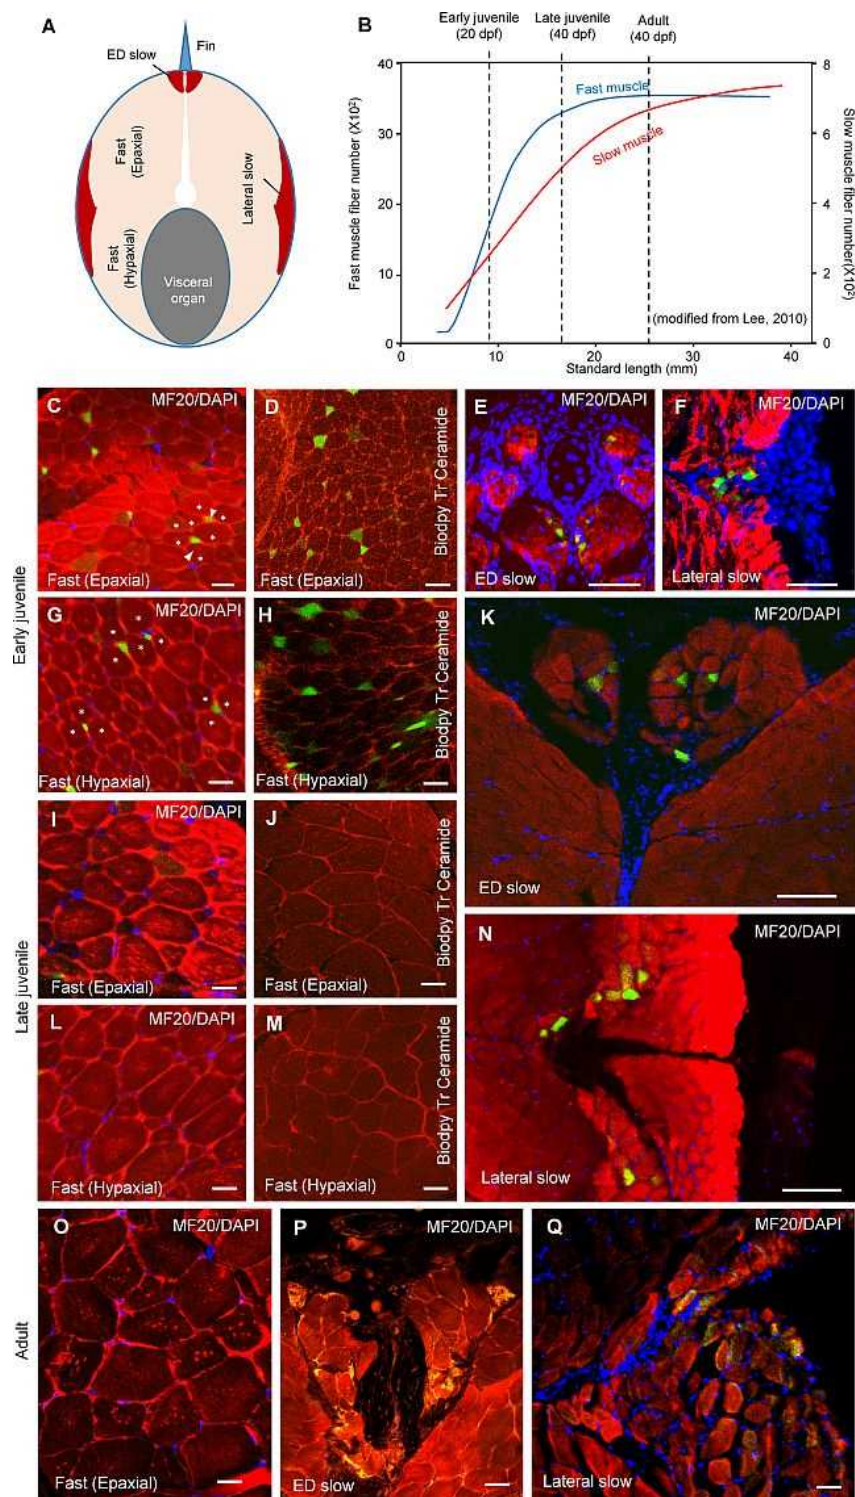 A
Fin
ED slow
Fast
(Epaxial)
Lateral slow
Fast
(Hypaxial)
Visceral
organ
B
Early juvenile
(20 dpf)
Late juvenile
(40 dpf)
Adult
(40 dpf)
Fast muscle fiber number (X10²)
40
30
20
10
0
Fast muscle
Slow muscle
(modified from Lee, 2010)
8
6
4
2
0
Slow muscle fiber
number(X10²)
0 10 20 30 40
Standard length (mm)
Early juvenile
C
MF20/DAPI
Fast (Epaxial)
D
Biodpy Tr Ceramide
Fast (Epaxial)
E
MF20/DAPI
ED slow
F
MF20/DAPI
Lateral slow
G
MF20/DAPI
Fast (Hypaxial)
H
Biodpy Tr Ceramide
Fast (Hypaxial)
K
MF20/DAPI
ED slow
Late juvenile
I
MF20/DAPI
Fast (Epaxial)
J
Biodpy Tr Ceramide
Fast (Epaxial)
L
MF20/DAPI
Fast (Hypaxial)
M
Biodpy Tr Ceramide
Fast (Hypaxial)
N
MF20/DAPI
Lateral slow
Adult
O
MF20/DAPI
Fast (Epaxial)
P
MF20/DAPI
ED slow
Q
MF20/DAPI
Lateral slow